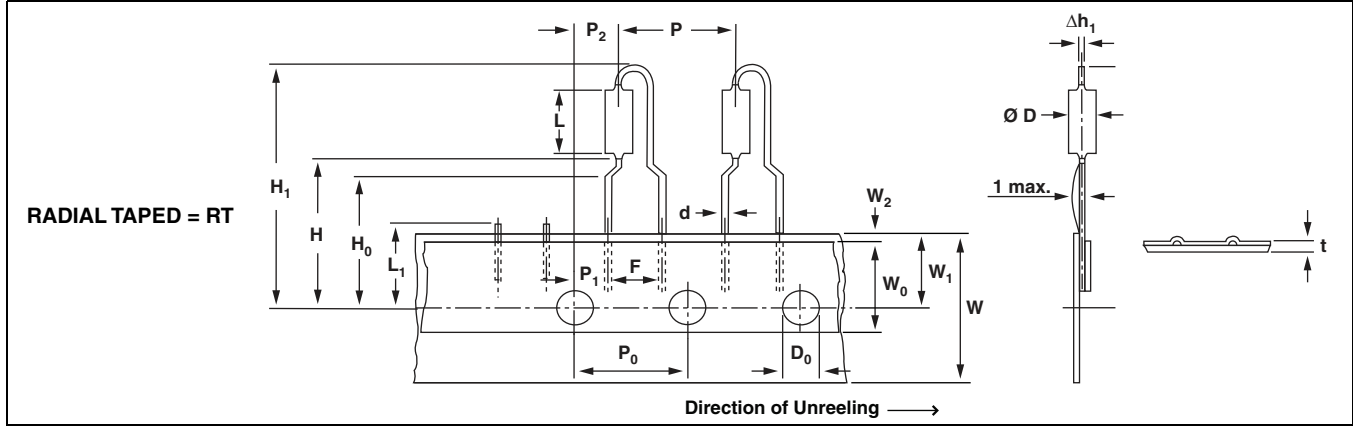 P₂
P
Δh₁
L
Ø D
H₁
1 max.
RADIAL TAPED = RT
W₂
d
H
H₀
t
L₁
P₁
F
W₀
W₁
W
P₀
D₀
Direction of Unreeling